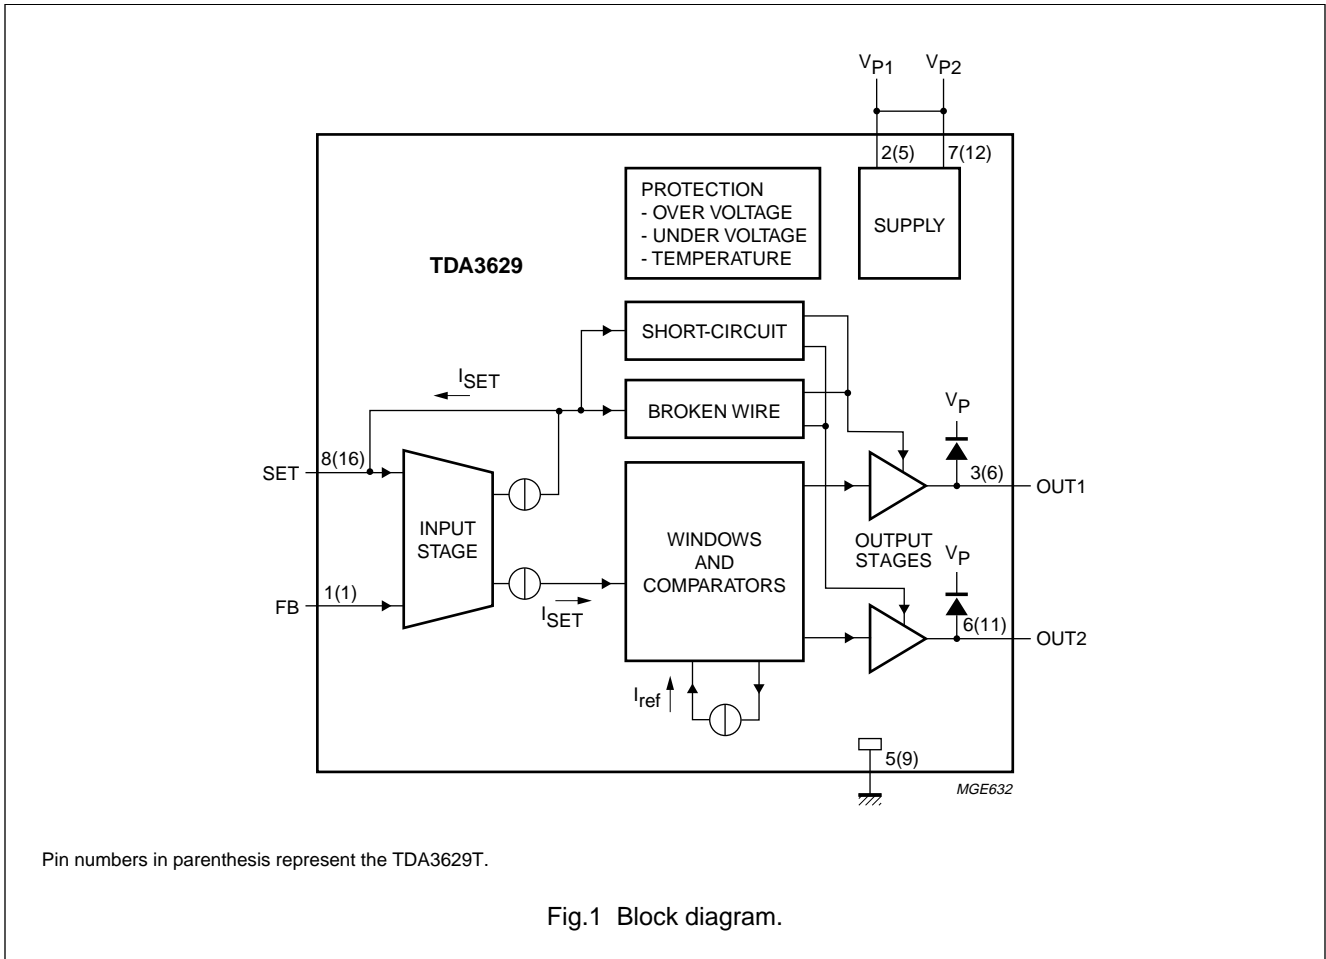 VP1
VP2
2(5)
7(12)
PROTECTION
- OVER VOLTAGE
- UNDER VOLTAGE
- TEMPERATURE
SUPPLY
TDA3629
SHORT-CIRCUIT
ISET
BROKEN WIRE
VP
8(16)
SET
3(6)
OUT1
INPUT
STAGE
WINDOWS
AND
COMPARATORS
OUTPUT
STAGES
VP
1(1)
FB
ISET
6(11)
OUT2
Iref
5(9)
MGE632
Pin numbers in parenthesis represent the TDA3629T.
Fig.1 Block diagram.